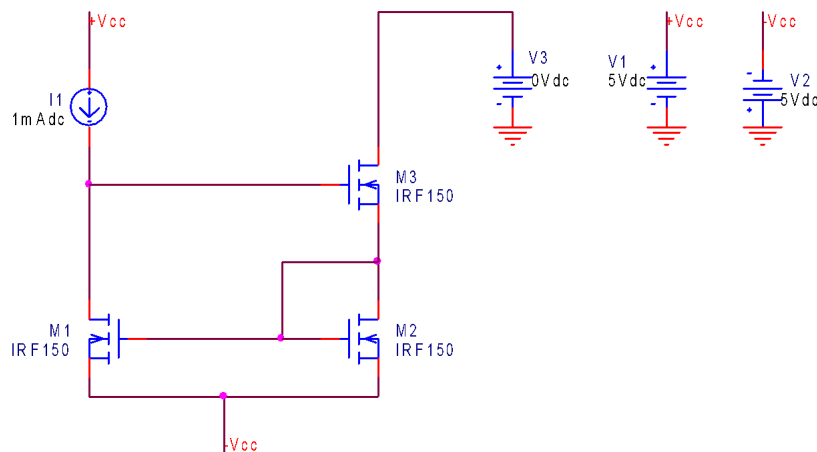 +Vcc
I1
1mAdc
V3
0Vdc
+Vcc
V1
5Vdc
-Vcc
V2
5Vdc
M3
IRF150
M1
IRF150
M2
IRF150
-Vcc